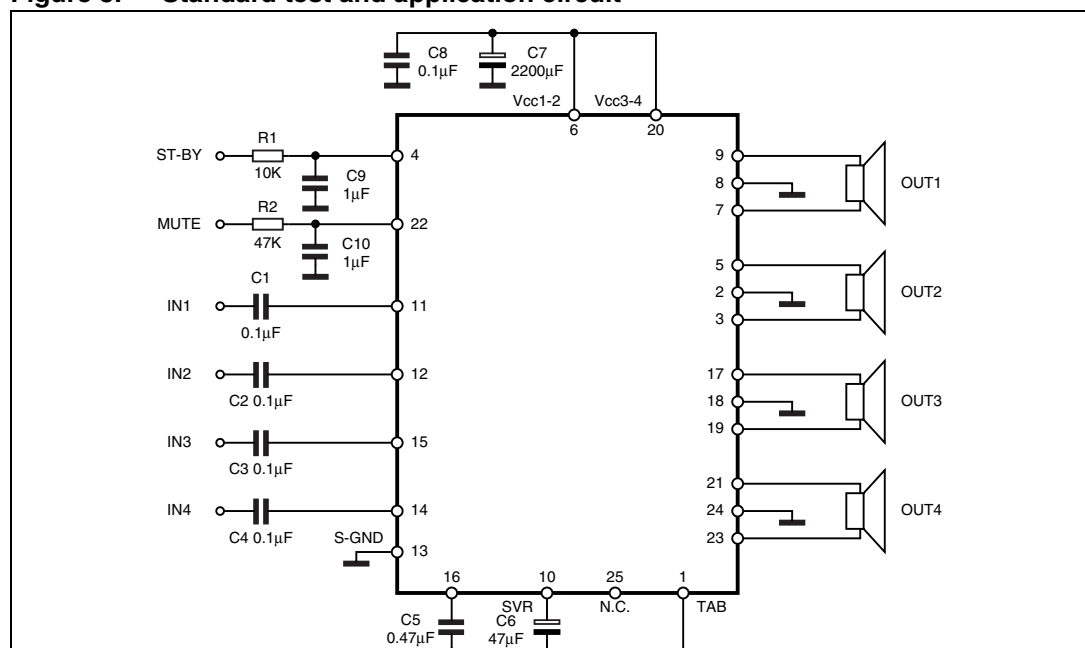 Figure 3. Standard test and application circuit
C8
0.1μF
C7
2200μF
Vcc1-2
Vcc3-4
6
20
ST-BY
R1
10K
C9
1μF
4
MUTE
R2
47K
C10
1μF
22
IN1
C1
0.1μF
11
IN2
C2 0.1μF
12
IN3
C3 0.1μF
15
IN4
C4 0.1μF
14
S-GND
13
9
8
7
OUT1
5
2
3
OUT2
17
18
19
OUT3
21
24
23
OUT4
16
10
25
1
SVR
N.C.
TAB
C5
0.47μF
C6
47μF